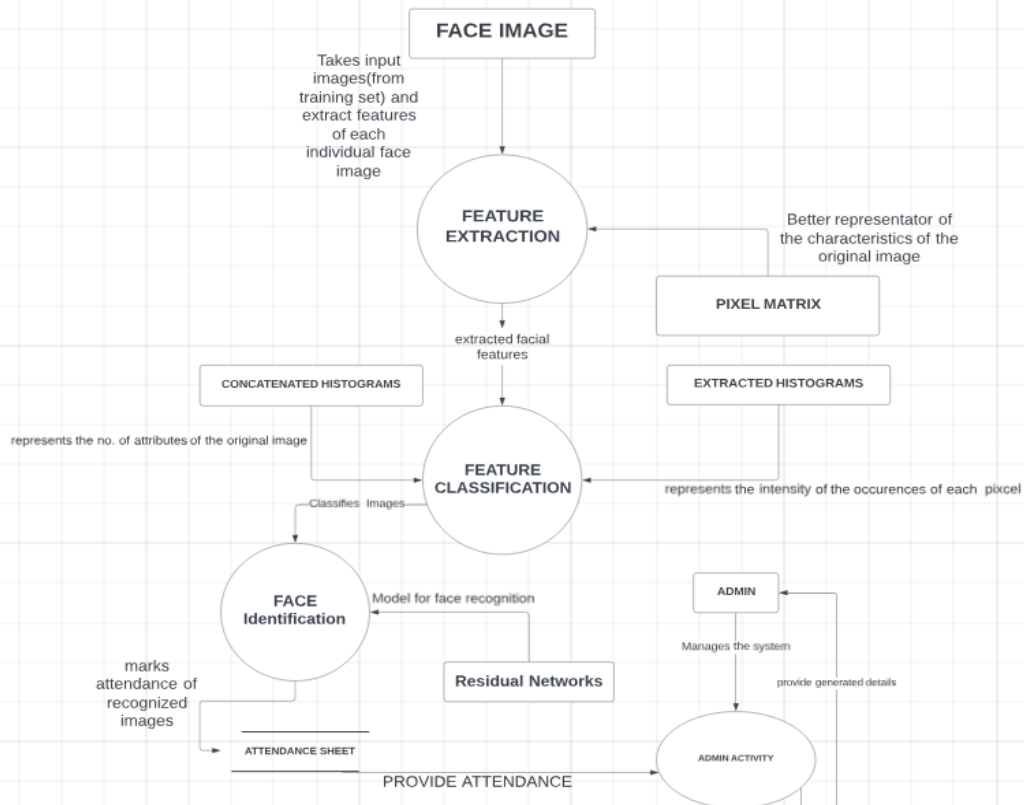 FACE IMAGE
Takes input
images(from
training set) and
extract features
of each
individual face
image
FEATURE
EXTRACTION
Better representator of
the characteristics of the
original image
PIXEL MATRIX
extracted facial
features
CONCATENATED HISTOGRAMS
EXTRACTED HISTOGRAMS
represents the no. of attributes of the original image
FEATURE
CLASSIFICATION
represents the intensity of the occurences of each pixcel
Classifies Images
FACE
Identification
Model for face recognition
ADMIN
Manages the system
Residual Networks
provide generated details
marks
attendance of
recognized
images
ATTENDANCE SHEET
ADMIN ACTIVITY
PROVIDE ATTENDANCE